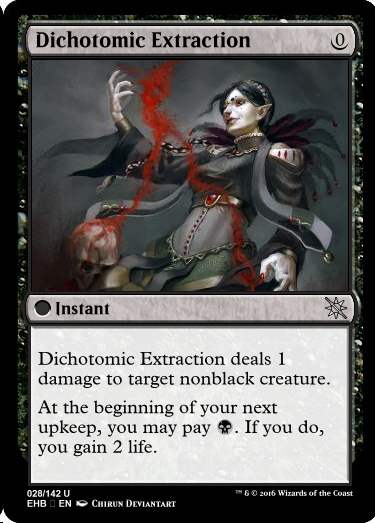 Dichotomic Extraction 0
Instant
Dichotomic Extraction deals 1
damage to target nonblack creature.
At the beginning of your next
upkeep, you may pay . If you do,
you gain 2 life.
028/142 U
EHB EN Chirun Deviantart
™ & © 2016 Wizards of the Coast